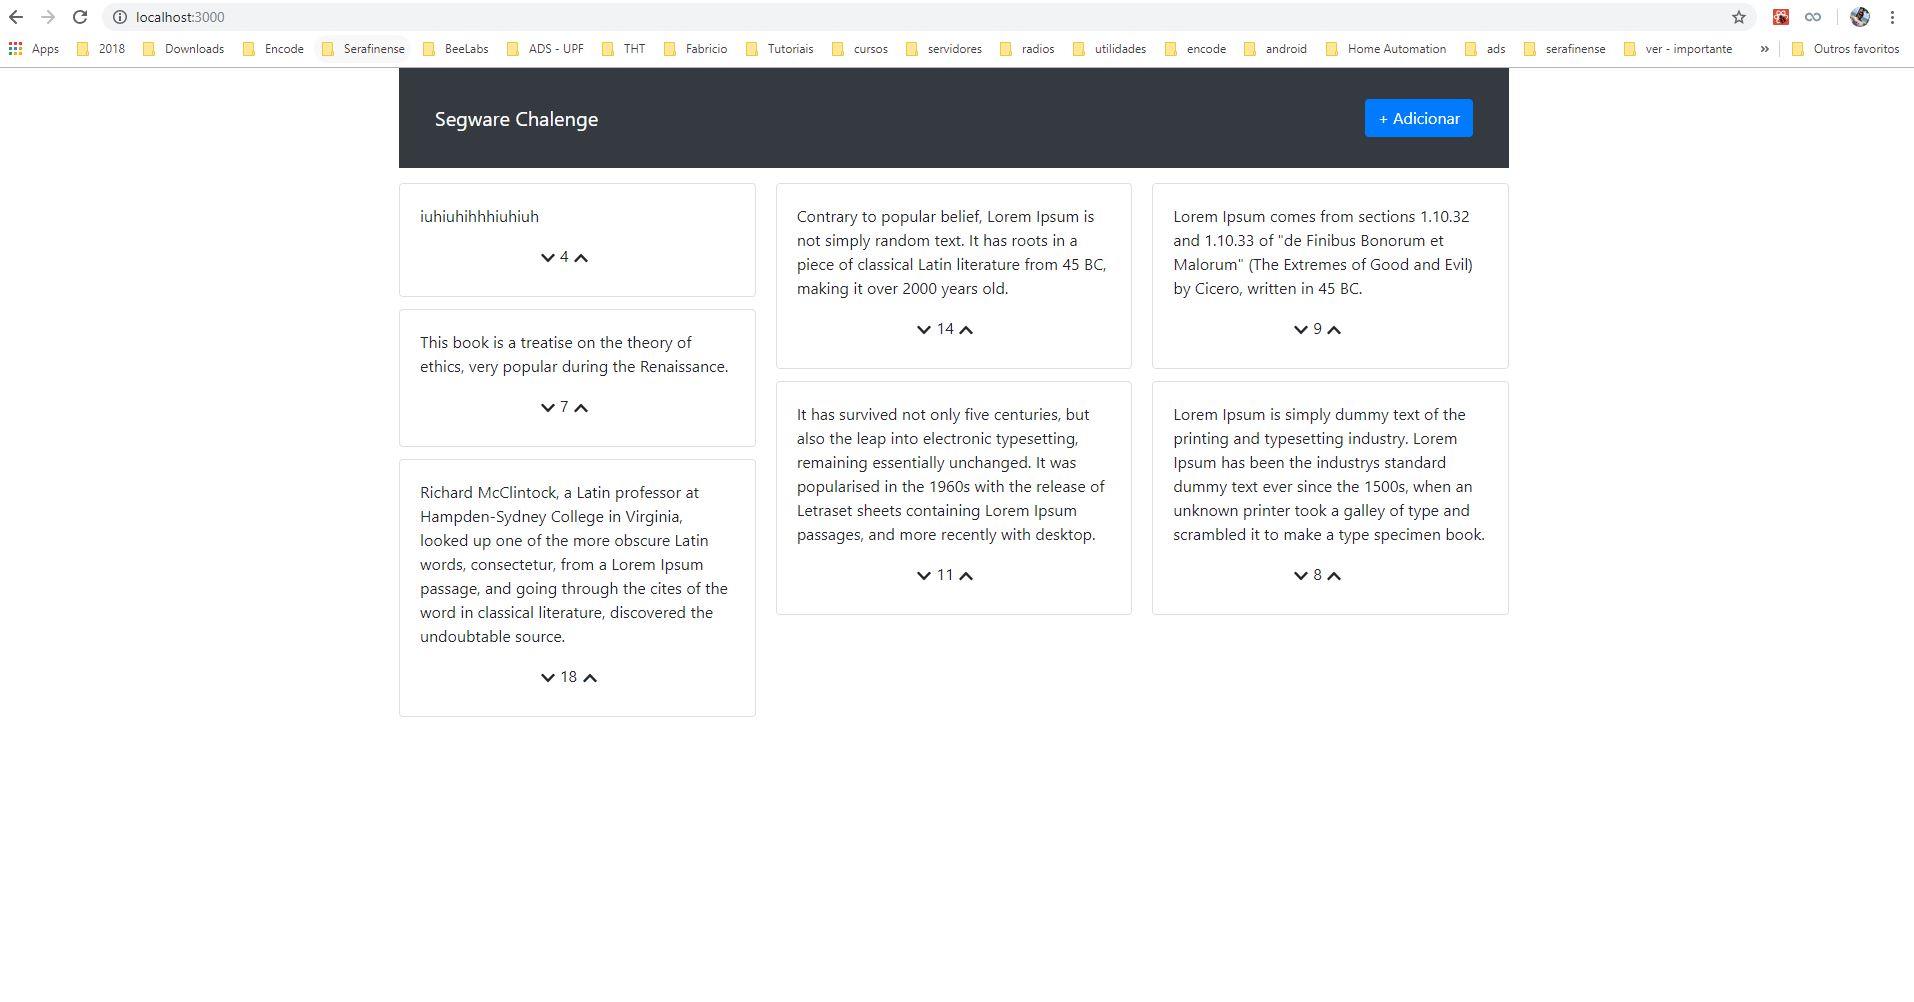 localhost:3000
Apps 2018 Downloads Encode Serafinense BeeLabs ADS - UPF THT Fabricio Tutoriais cursos servidores radios utilidades encode android Home Automation ads serafinense ver - importante » Outros favoritos
Segware Chalenge
+ Adicionar
iuhiuhihhhiuhiuh
4
This book is a treatise on the theory of
ethics, very popular during the Renaissance.
7
Richard McClintock, a Latin professor at
Hampden-Sydney College in Virginia,
looked up one of the more obscure Latin
words, consectetur, from a Lorem Ipsum
passage, and going through the cites of the
word in classical literature, discovered the
undoubtable source.
18
Contrary to popular belief, Lorem Ipsum is
not simply random text. It has roots in a
piece of classical Latin literature from 45 BC,
making it over 2000 years old.
14
It has survived not only five centuries, but
also the leap into electronic typesetting,
remaining essentially unchanged. It was
popularised in the 1960s with the release of
Letraset sheets containing Lorem Ipsum
passages, and more recently with desktop.
11
Lorem Ipsum comes from sections 1.10.32
and 1.10.33 of "de Finibus Bonorum et
Malorum" (The Extremes of Good and Evil)
by Cicero, written in 45 BC.
9
Lorem Ipsum is simply dummy text of the
printing and typesetting industry. Lorem
Ipsum has been the industrys standard
dummy text ever since the 1500s, when an
unknown printer took a galley of type and
scrambled it to make a type specimen book.
8